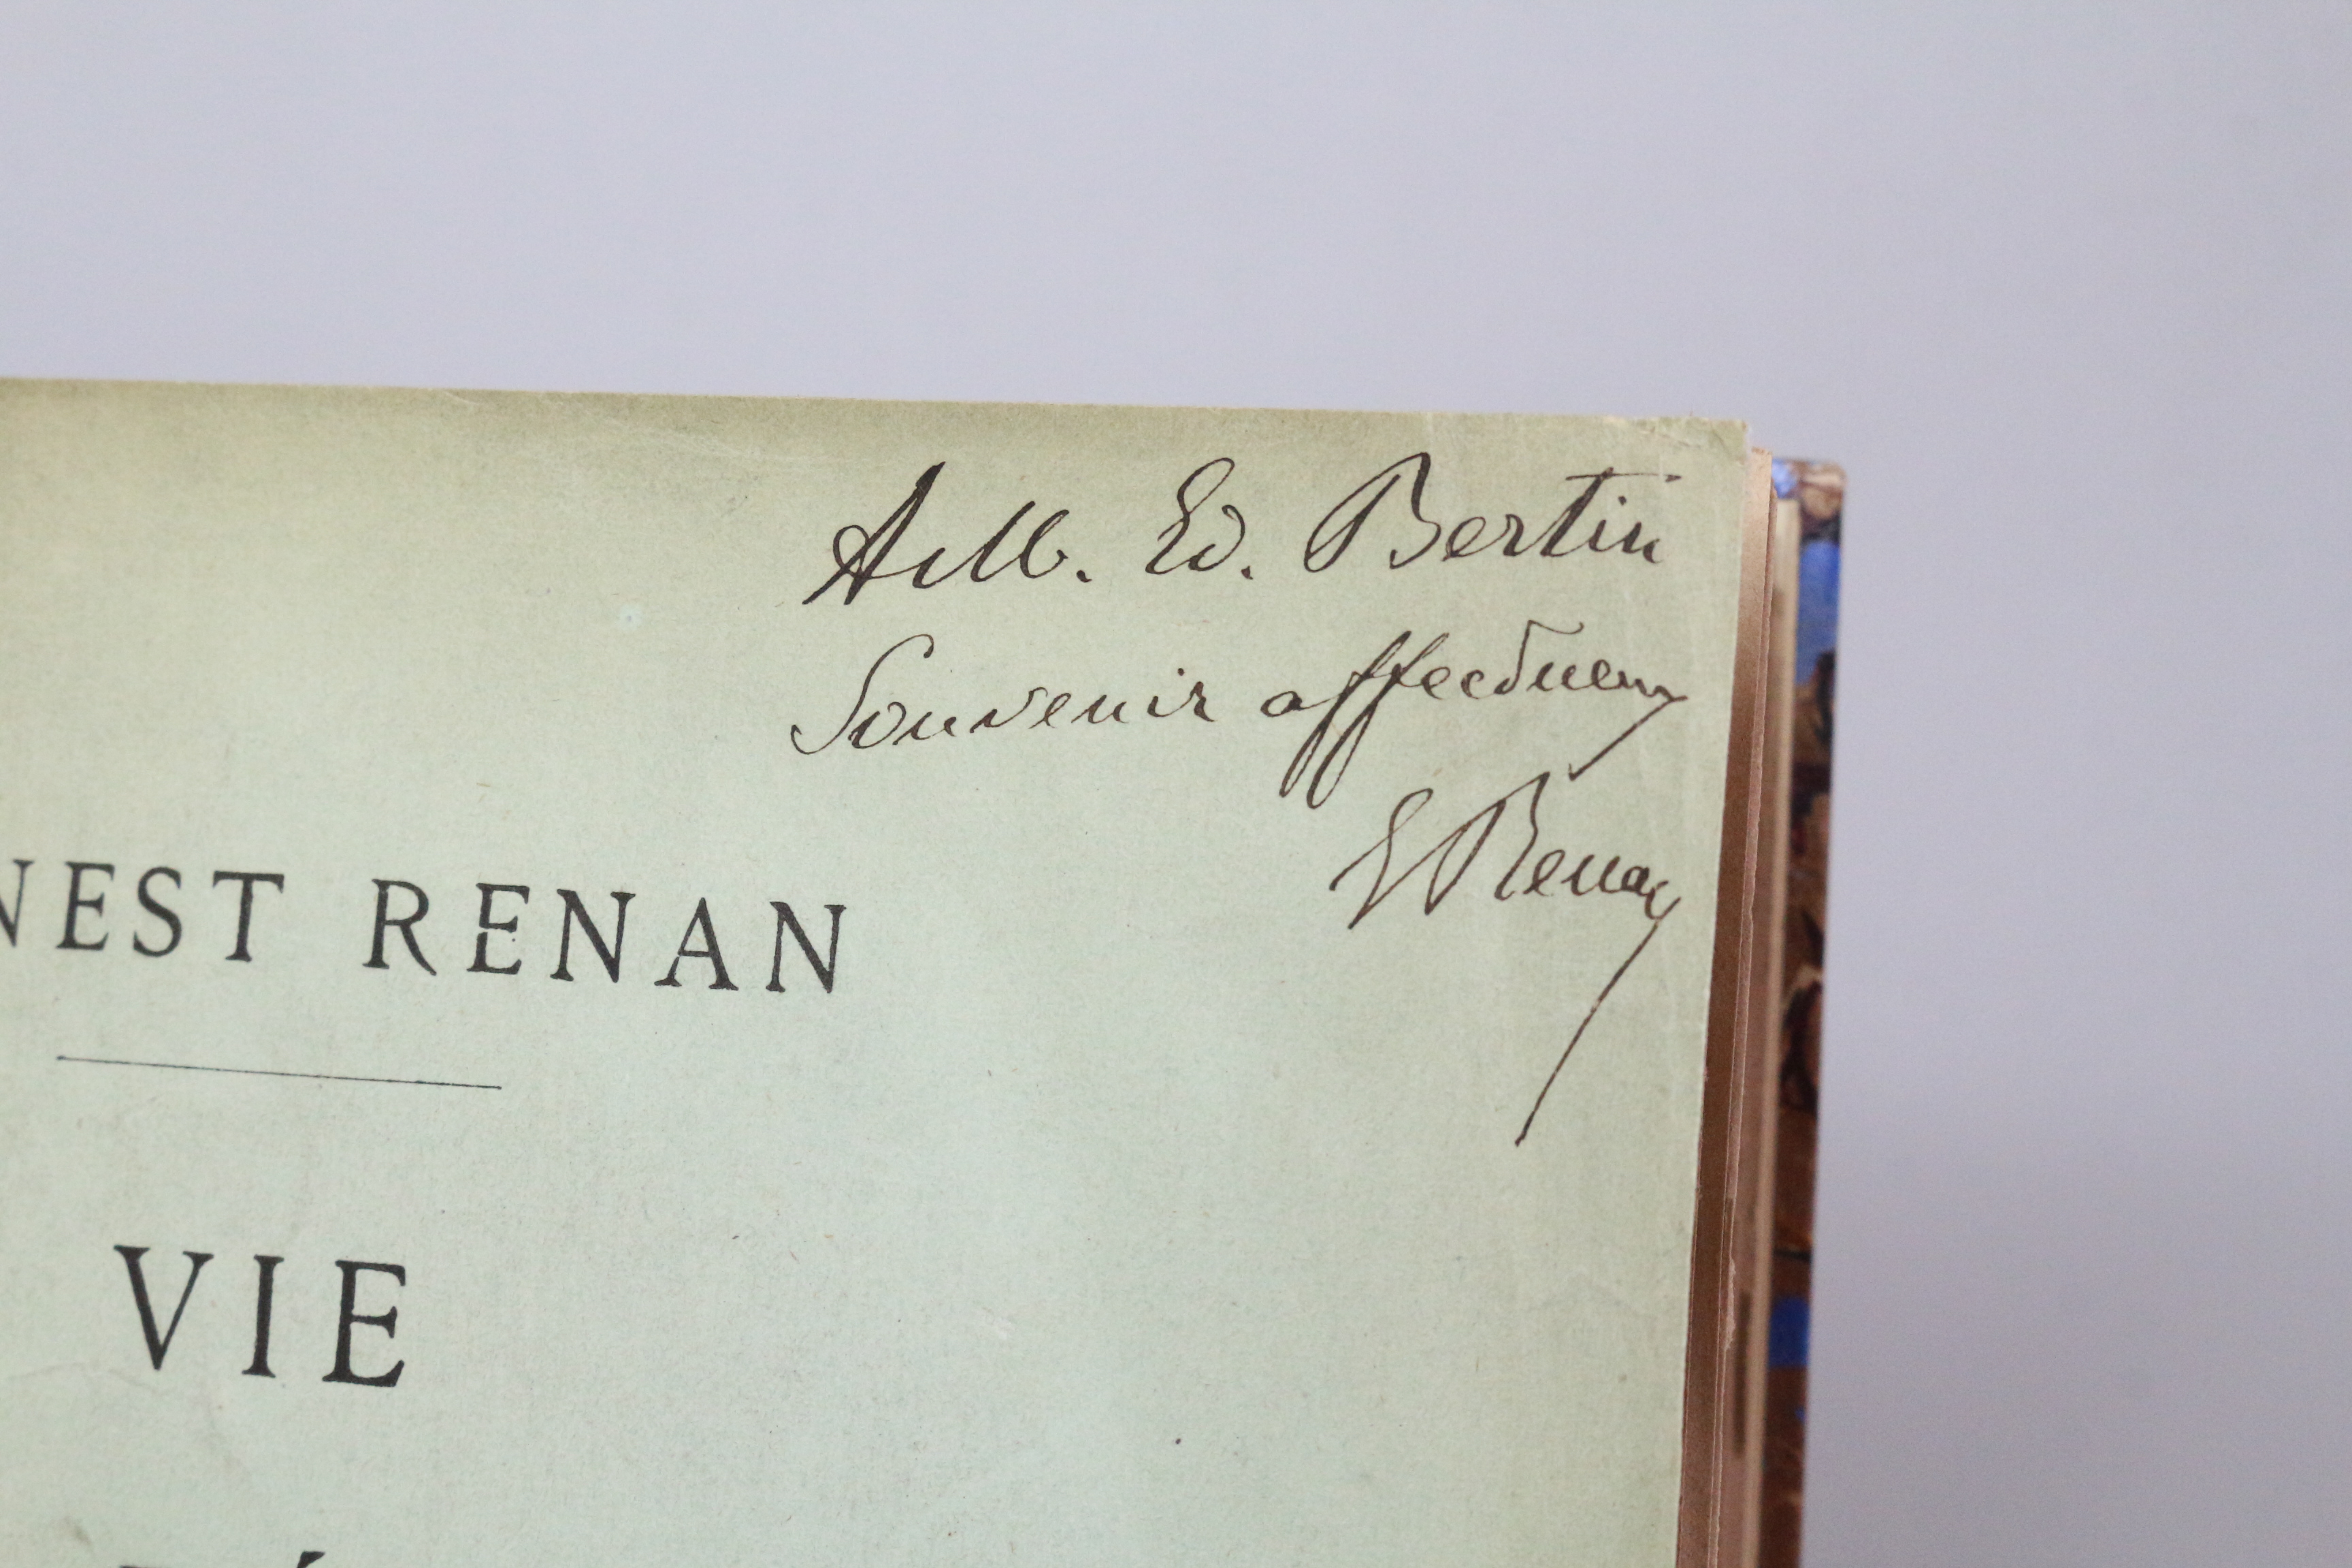 A M. Ed. Bertin
Souvenir affectueux
E Renan
NEST RENAN
VIE